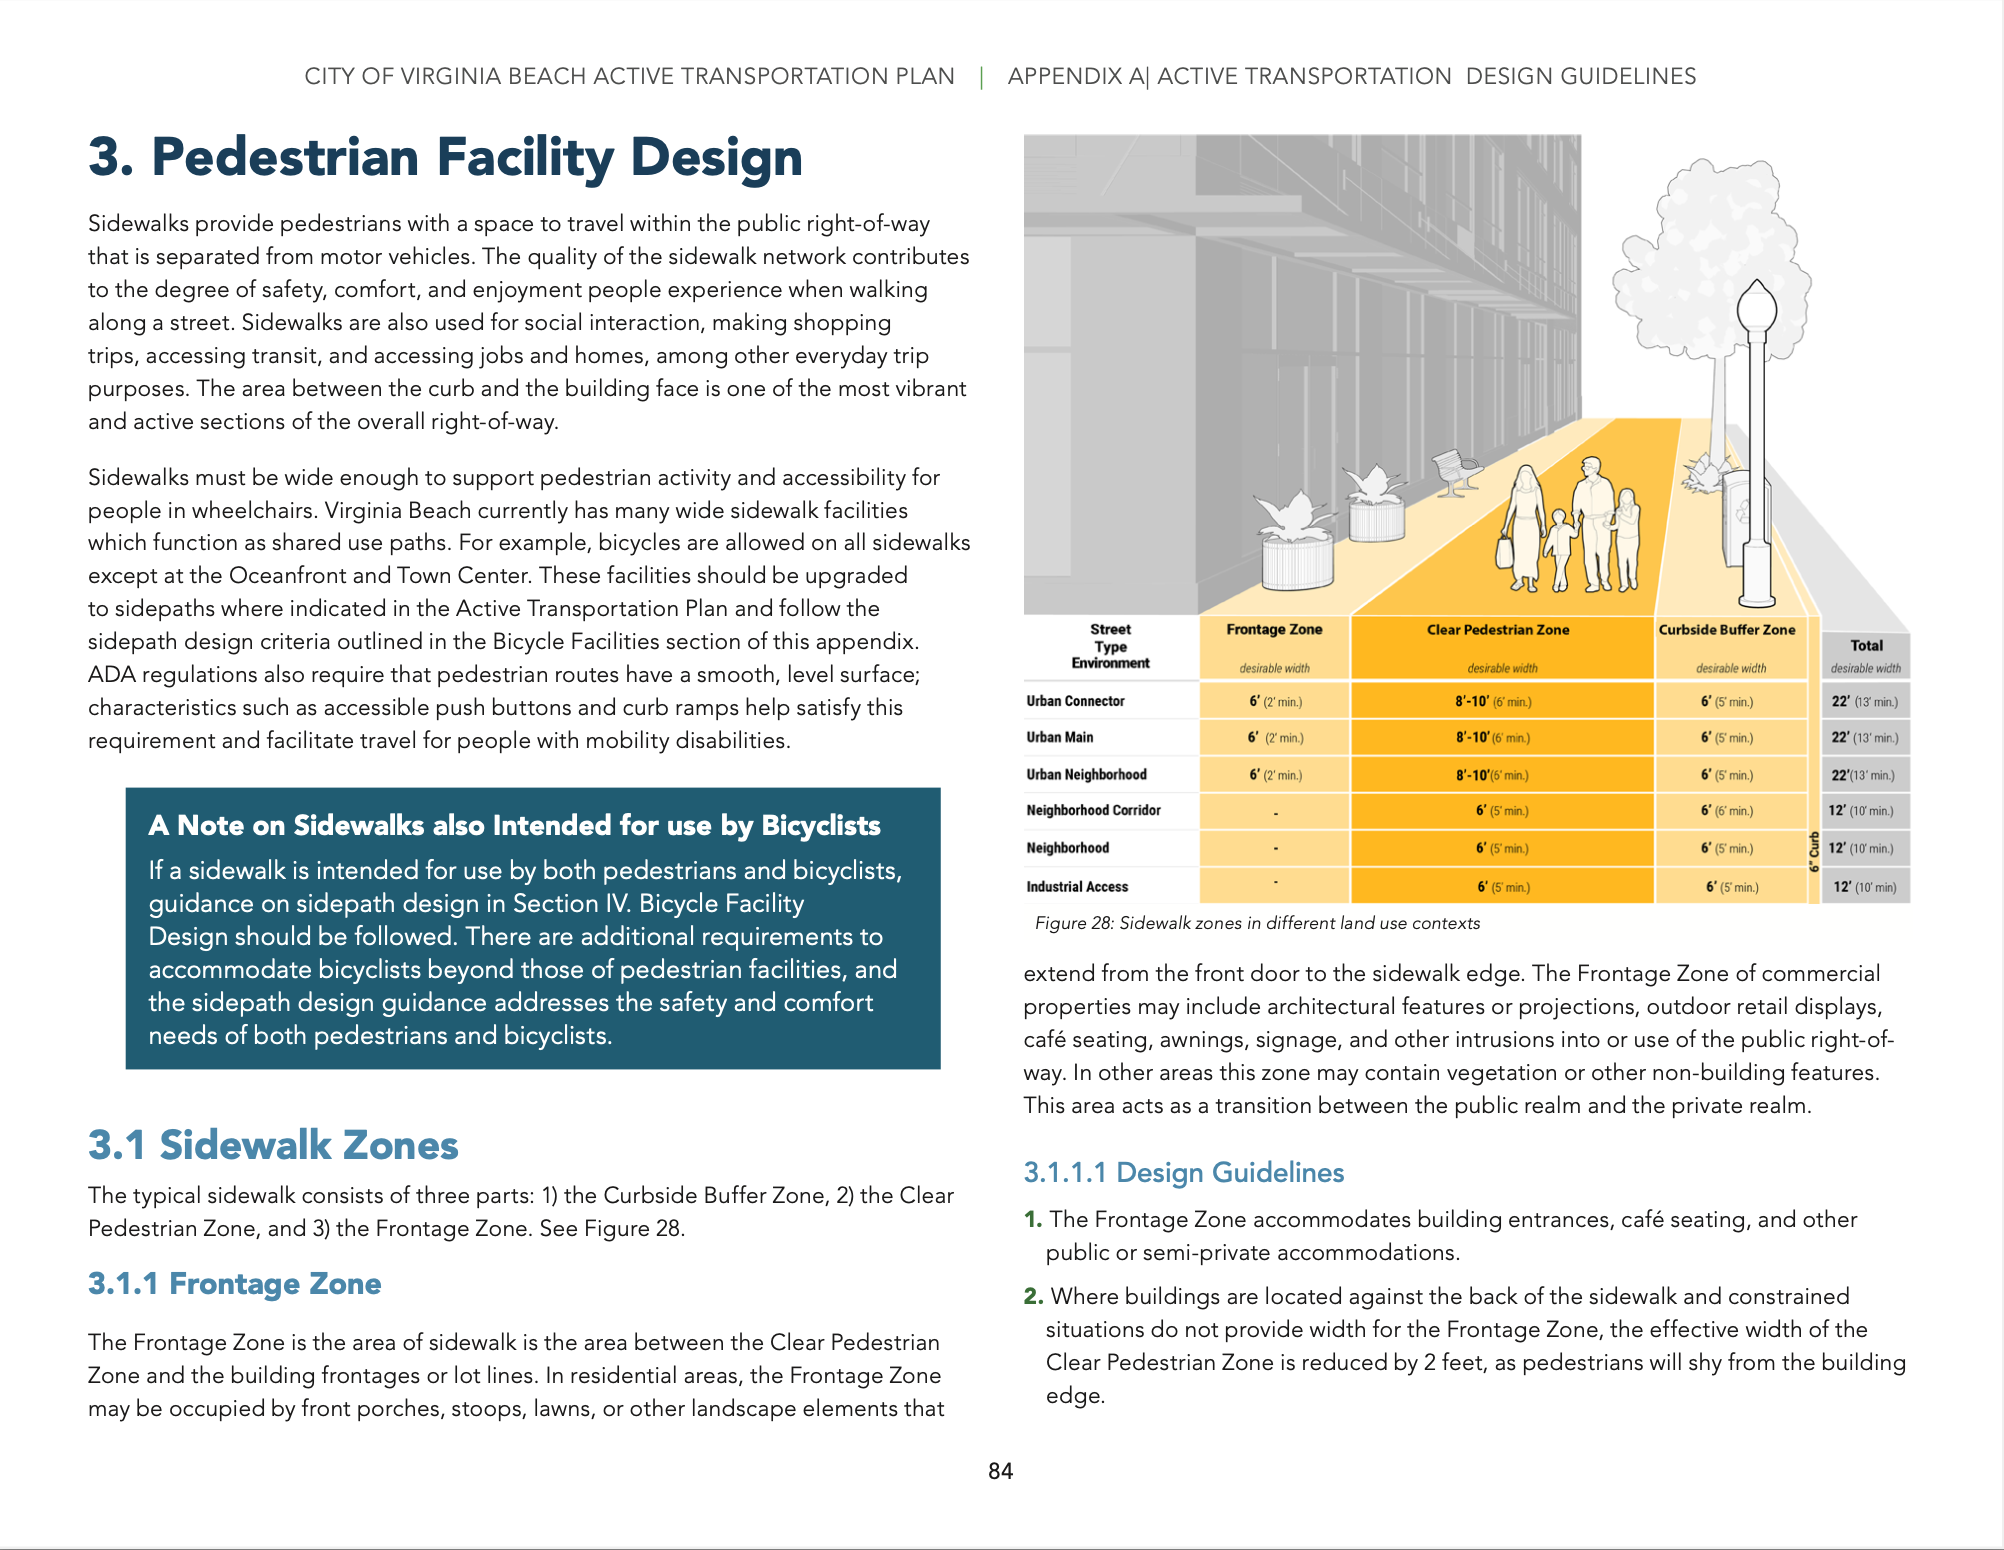 CITY OF VIRGINIA BEACH ACTIVE TRANSPORTATION PLAN | APPENDIX A| ACTIVE TRANSPORTATION DESIGN GUIDELINES
3. Pedestrian Facility Design
Sidewalks provide pedestrians with a space to travel within the public right-of-way
that is separated from motor vehicles. The quality of the sidewalk network contributes
to the degree of safety, comfort, and enjoyment people experience when walking
along a street. Sidewalks are also used for social interaction, making shopping
trips, accessing transit, and accessing jobs and homes, among other everyday trip
purposes. The area between the curb and the building face is one of the most vibrant
and active sections of the overall right-of-way.
Sidewalks must be wide enough to support pedestrian activity and accessibility for
people in wheelchairs. Virginia Beach currently has many wide sidewalk facilities
which function as shared use paths. For example, bicycles are allowed on all sidewalks
except at the Oceanfront and Town Center. These facilities should be upgraded
to sidepaths where indicated in the Active Transportation Plan and follow the
sidepath design criteria outlined in the Bicycle Facilities section of this appendix.
ADA regulations also require that pedestrian routes have a smooth, level surface;
characteristics such as accessible push buttons and curb ramps help satisfy this
requirement and facilitate travel for people with mobility disabilities.
A Note on Sidewalks also Intended for use by Bicyclists
If a sidewalk is intended for use by both pedestrians and bicyclists,
guidance on sidepath design in Section IV. Bicycle Facility
Design should be followed. There are additional requirements to
accommodate bicyclists beyond those of pedestrian facilities, and
the sidepath design guidance addresses the safety and comfort
needs of both pedestrians and bicyclists.
3.1 Sidewalk Zones
The typical sidewalk consists of three parts: 1) the Curbside Buffer Zone, 2) the Clear
Pedestrian Zone, and 3) the Frontage Zone. See Figure 28.
3.1.1 Frontage Zone
The Frontage Zone is the area of sidewalk is the area between the Clear Pedestrian
Zone and the building frontages or lot lines. In residential areas, the Frontage Zone
may be occupied by front porches, stoops, lawns, or other landscape elements that
Street
Type
Environment
Frontage Zone
desirable width
Clear Pedestrian Zone
desirable width
Curbside Buffer Zone
desirable width
Total
desirable width
Urban Connector 6' (2' min.) 8'-10' (6' min.) 6' (5' min.) 22' (13' min.)
Urban Main 6' (2' min.) 8'-10' (6' min.) 6' (5' min.) 22' (13' min.)
Urban Neighborhood 6' (2' min.) 8'-10'(6' min.) 6' (5' min.) 22'(13' min.)
Neighborhood Corridor - 6' (5' min.) 6' (6' min.) 12' (10' min.)
Neighborhood - 6' (5' min.) 6' (5' min.) 12' (10' min.)
Industrial Access - 6' (5' min.) 6' (5' min.) 12' (10' min)
6" Curb
Figure 28: Sidewalk zones in different land use contexts
extend from the front door to the sidewalk edge. The Frontage Zone of commercial
properties may include architectural features or projections, outdoor retail displays,
café seating, awnings, signage, and other intrusions into or use of the public right-of-
way. In other areas this zone may contain vegetation or other non-building features.
This area acts as a transition between the public realm and the private realm.
3.1.1.1 Design Guidelines
1. The Frontage Zone accommodates building entrances, café seating, and other
public or semi-private accommodations.
2. Where buildings are located against the back of the sidewalk and constrained
situations do not provide width for the Frontage Zone, the effective width of the
Clear Pedestrian Zone is reduced by 2 feet, as pedestrians will shy from the building
edge.
84